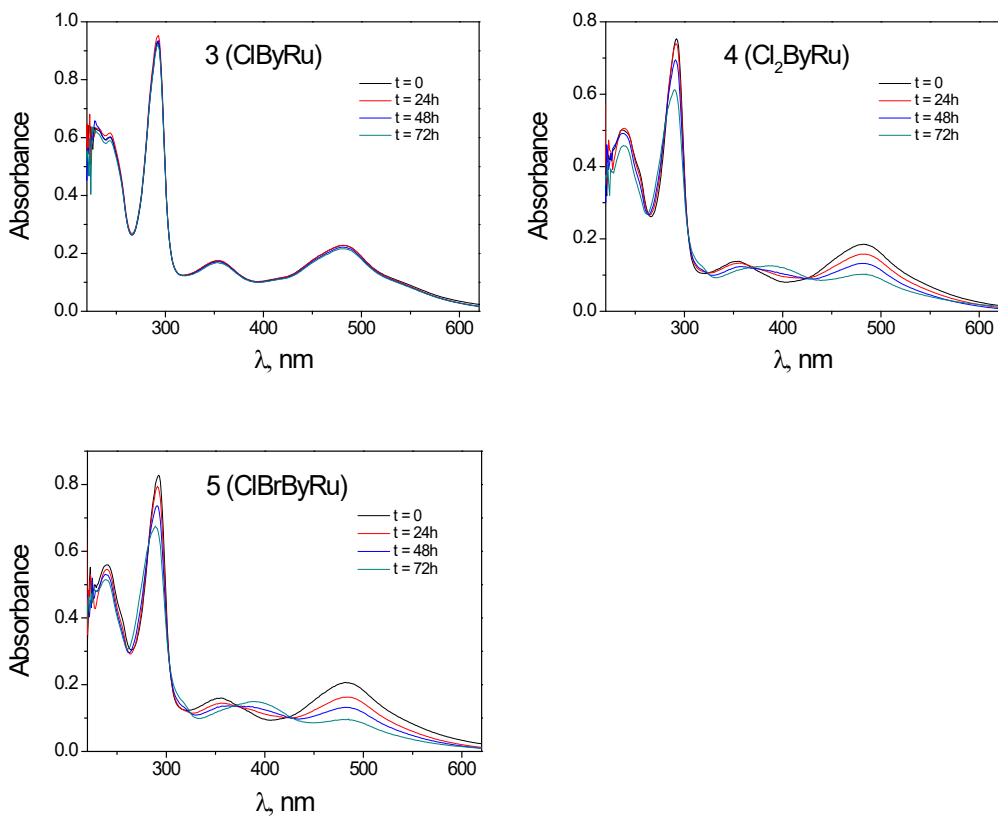 3 (ClByRu)
t = 0
t = 24h
t = 48h
t = 72h
Absorbance
1.0
0.8
0.6
0.4
0.2
0.0
300
400
500
600
λ, nm
4 (Cl₂ByRu)
t = 0
t = 24h
t = 48h
t = 72h
Absorbance
0.8
0.6
0.4
0.2
0.0
300
400
500
600
λ, nm
5 (ClBrByRu)
t = 0
t = 24h
t = 48h
t = 72h
Absorbance
0.8
0.6
0.4
0.2
0.0
300
400
500
600
λ, nm